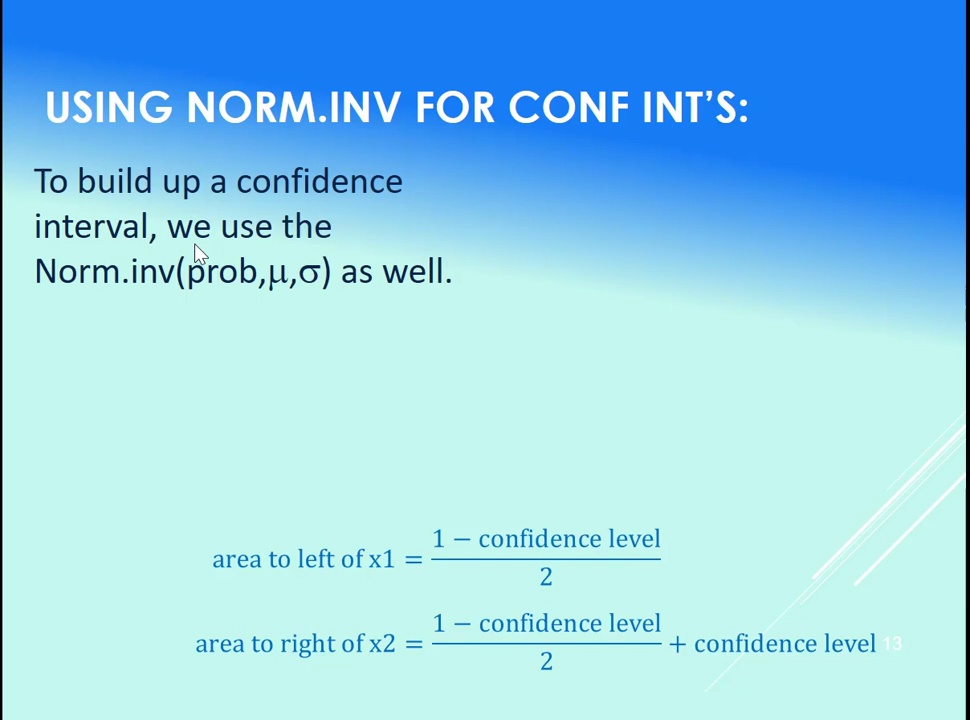 USING NORM.INV FOR CONF INT'S:
To build up a confidence
interval, we use the
Norm.inv(prob,μ,σ) as well.
area to left of x1 = (1 − confidence level)/2
area to right of x2 = (1 − confidence level)/2 + confidence level
13